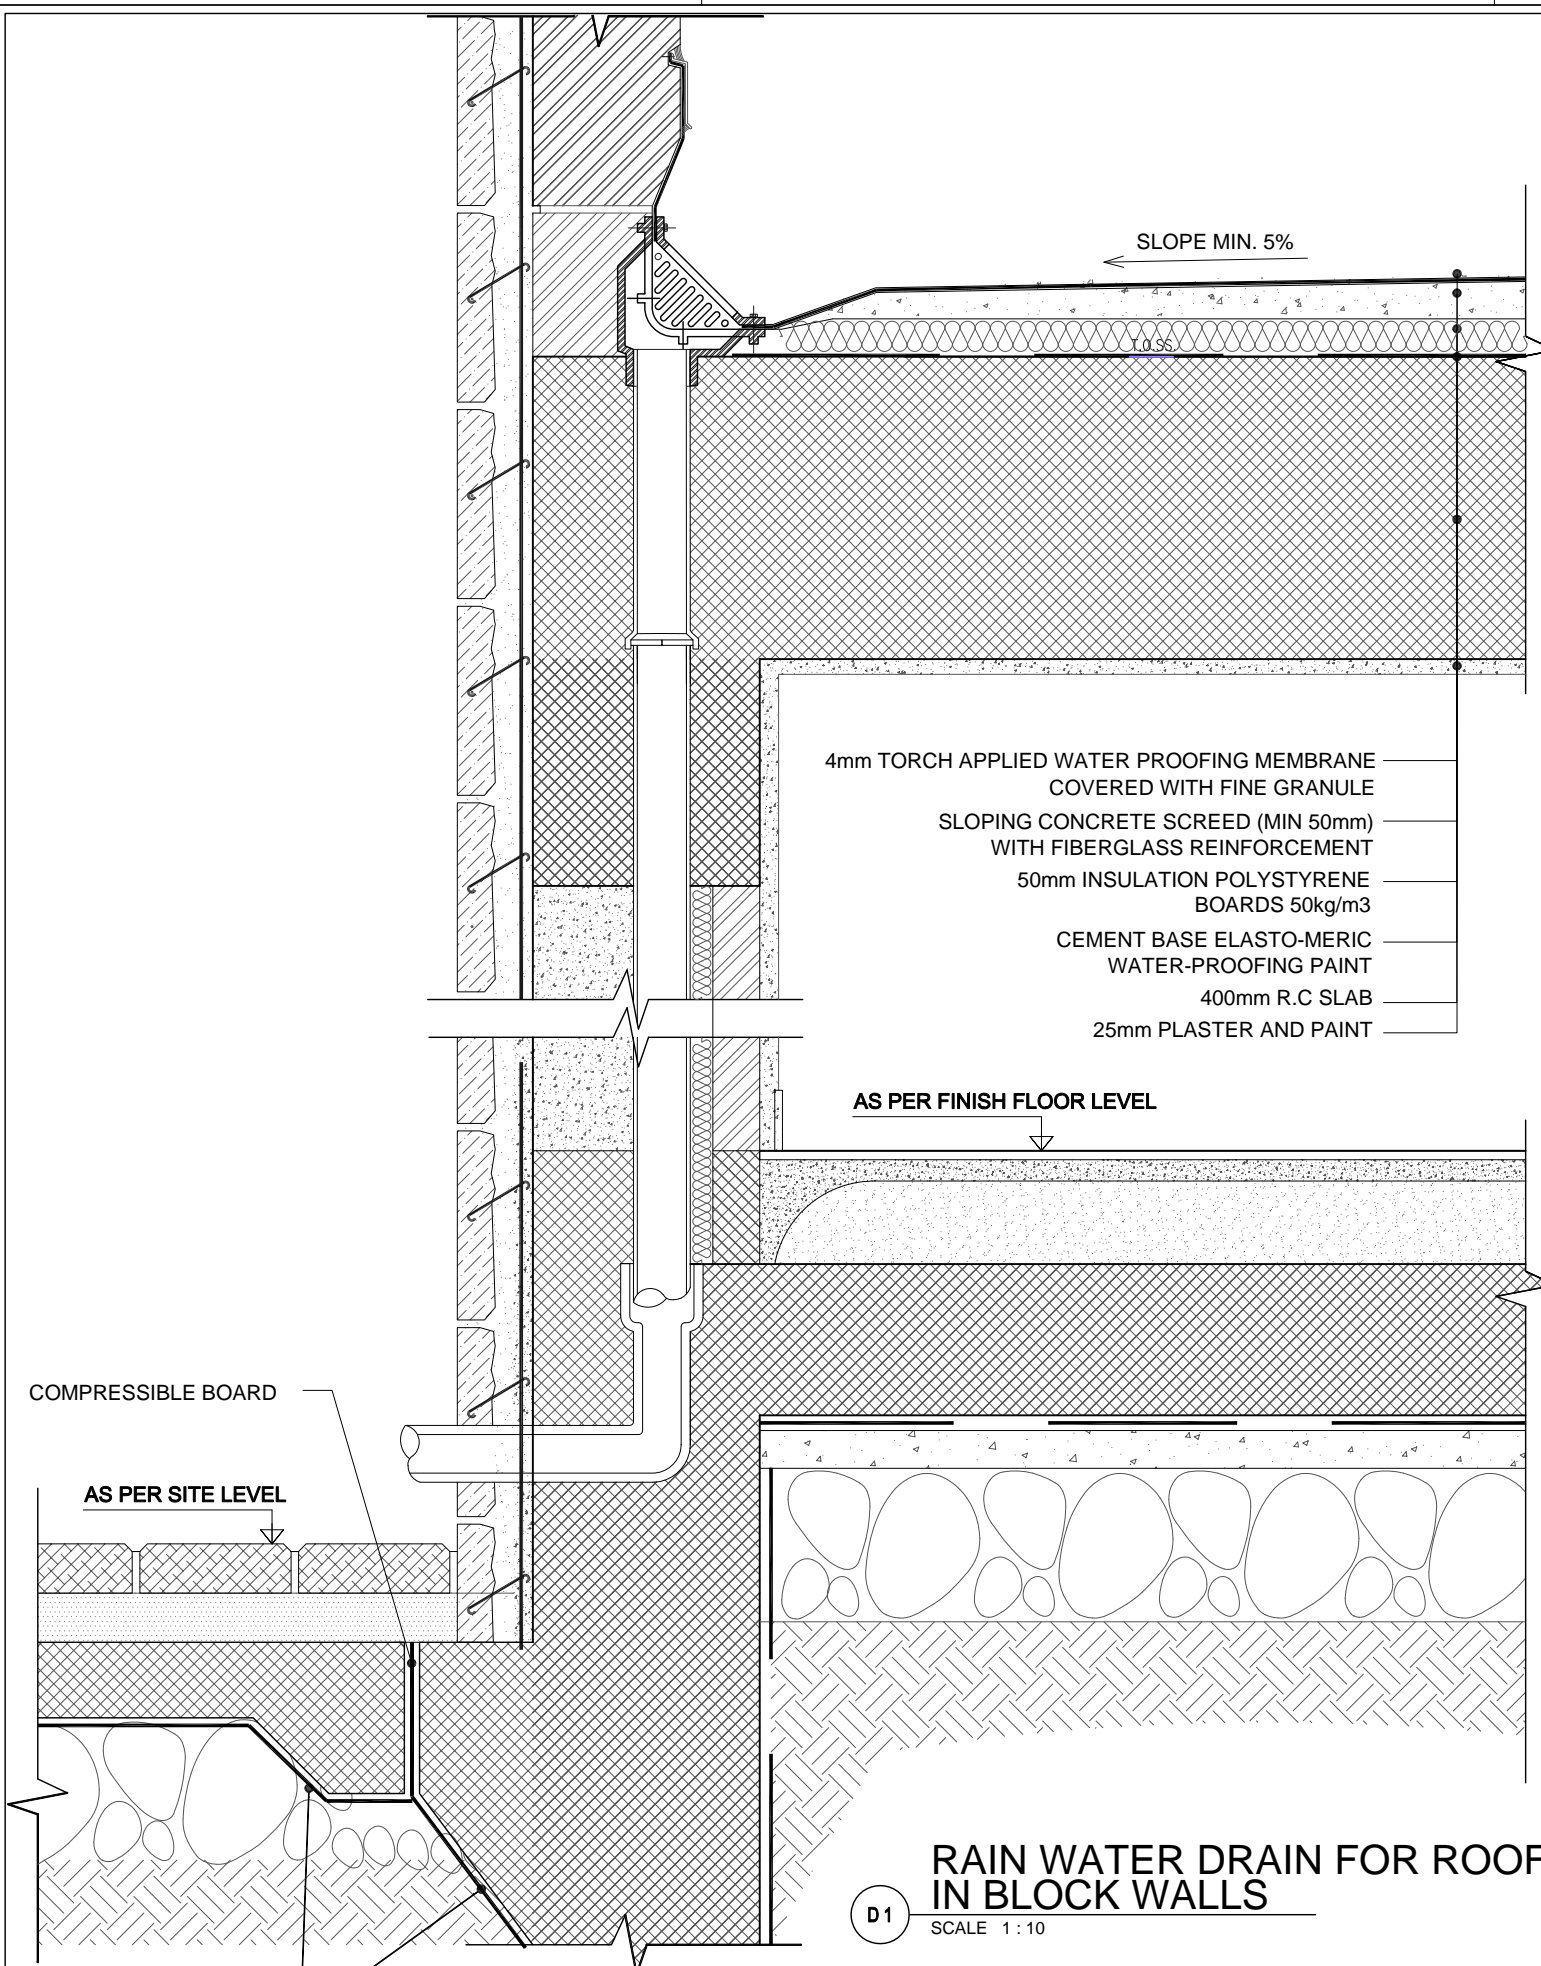 SLOPE MIN. 5%
T.O.SS.
4mm TORCH APPLIED WATER PROOFING MEMBRANE
COVERED WITH FINE GRANULE
SLOPING CONCRETE SCREED (MIN 50mm)
WITH FIBERGLASS REINFORCEMENT
50mm INSULATION POLYSTYRENE
BOARDS 50kg/m3
CEMENT BASE ELASTO-MERIC
WATER-PROOFING PAINT
400mm R.C SLAB
25mm PLASTER AND PAINT
AS PER FINISH FLOOR LEVEL
COMPRESSIBLE BOARD
AS PER SITE LEVEL
RAIN WATER DRAIN FOR ROOF
IN BLOCK WALLS
D1
SCALE 1 : 10